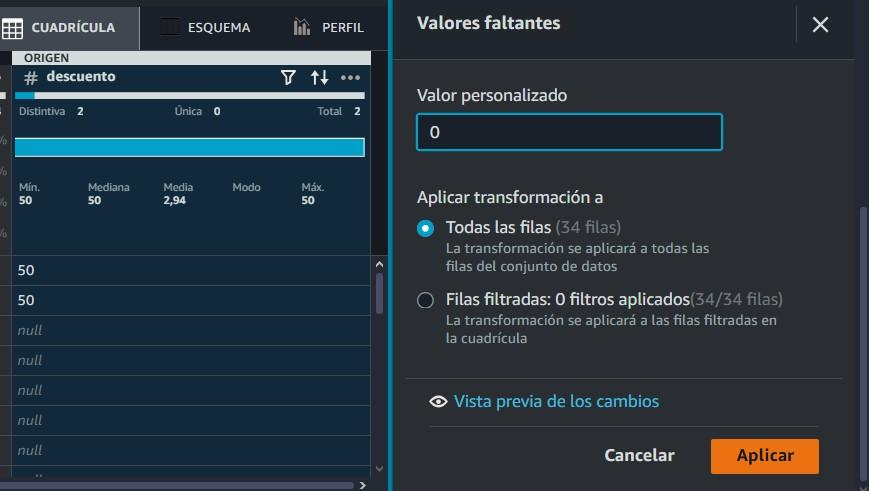 CUADRÍCULA ESQUEMA PERFIL
ORIGEN
# descuento
Distintiva 2 Única 0 Total 2
Mín. Mediana Media Modo Máx.
50 50 2,94 50
50
50
null
null
null
null
null
Valores faltantes
Valor personalizado
0
Aplicar transformación a
Todas las filas (34 filas)
La transformación se aplicará a todas las
filas del conjunto de datos
Filas filtradas: 0 filtros aplicados(34/34 filas)
La transformación se aplicará a las filas filtradas en
la cuadrícula
Vista previa de los cambios
Cancelar Aplicar